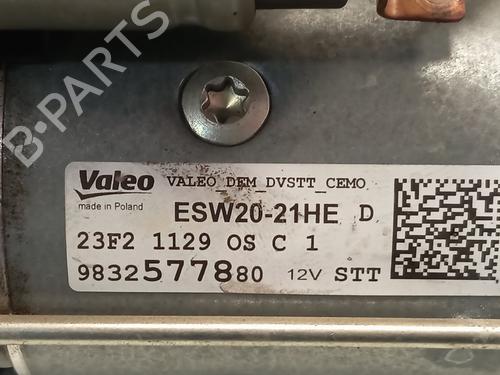 B-PARTS
Valeo VALEO_DEM_DVSTT_CEMO
made in Poland
ESW20-21HE D
23F2 1129 OS C 1
9832577880 12V STT